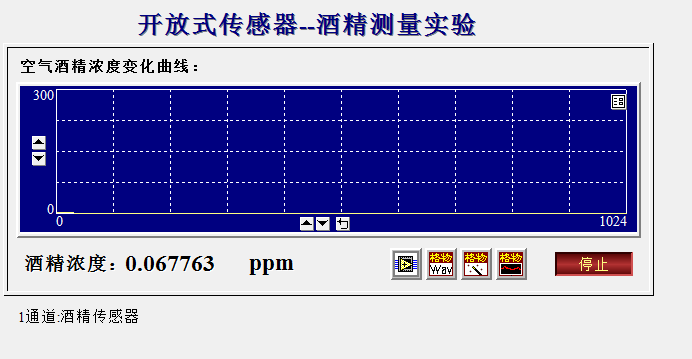 开放式传感器--酒精测量实验
空气酒精浓度变化曲线：
300
0
0 1024
酒精浓度：0.067763 ppm
格物 格物 格物
Wav
停止
1通道:酒精传感器